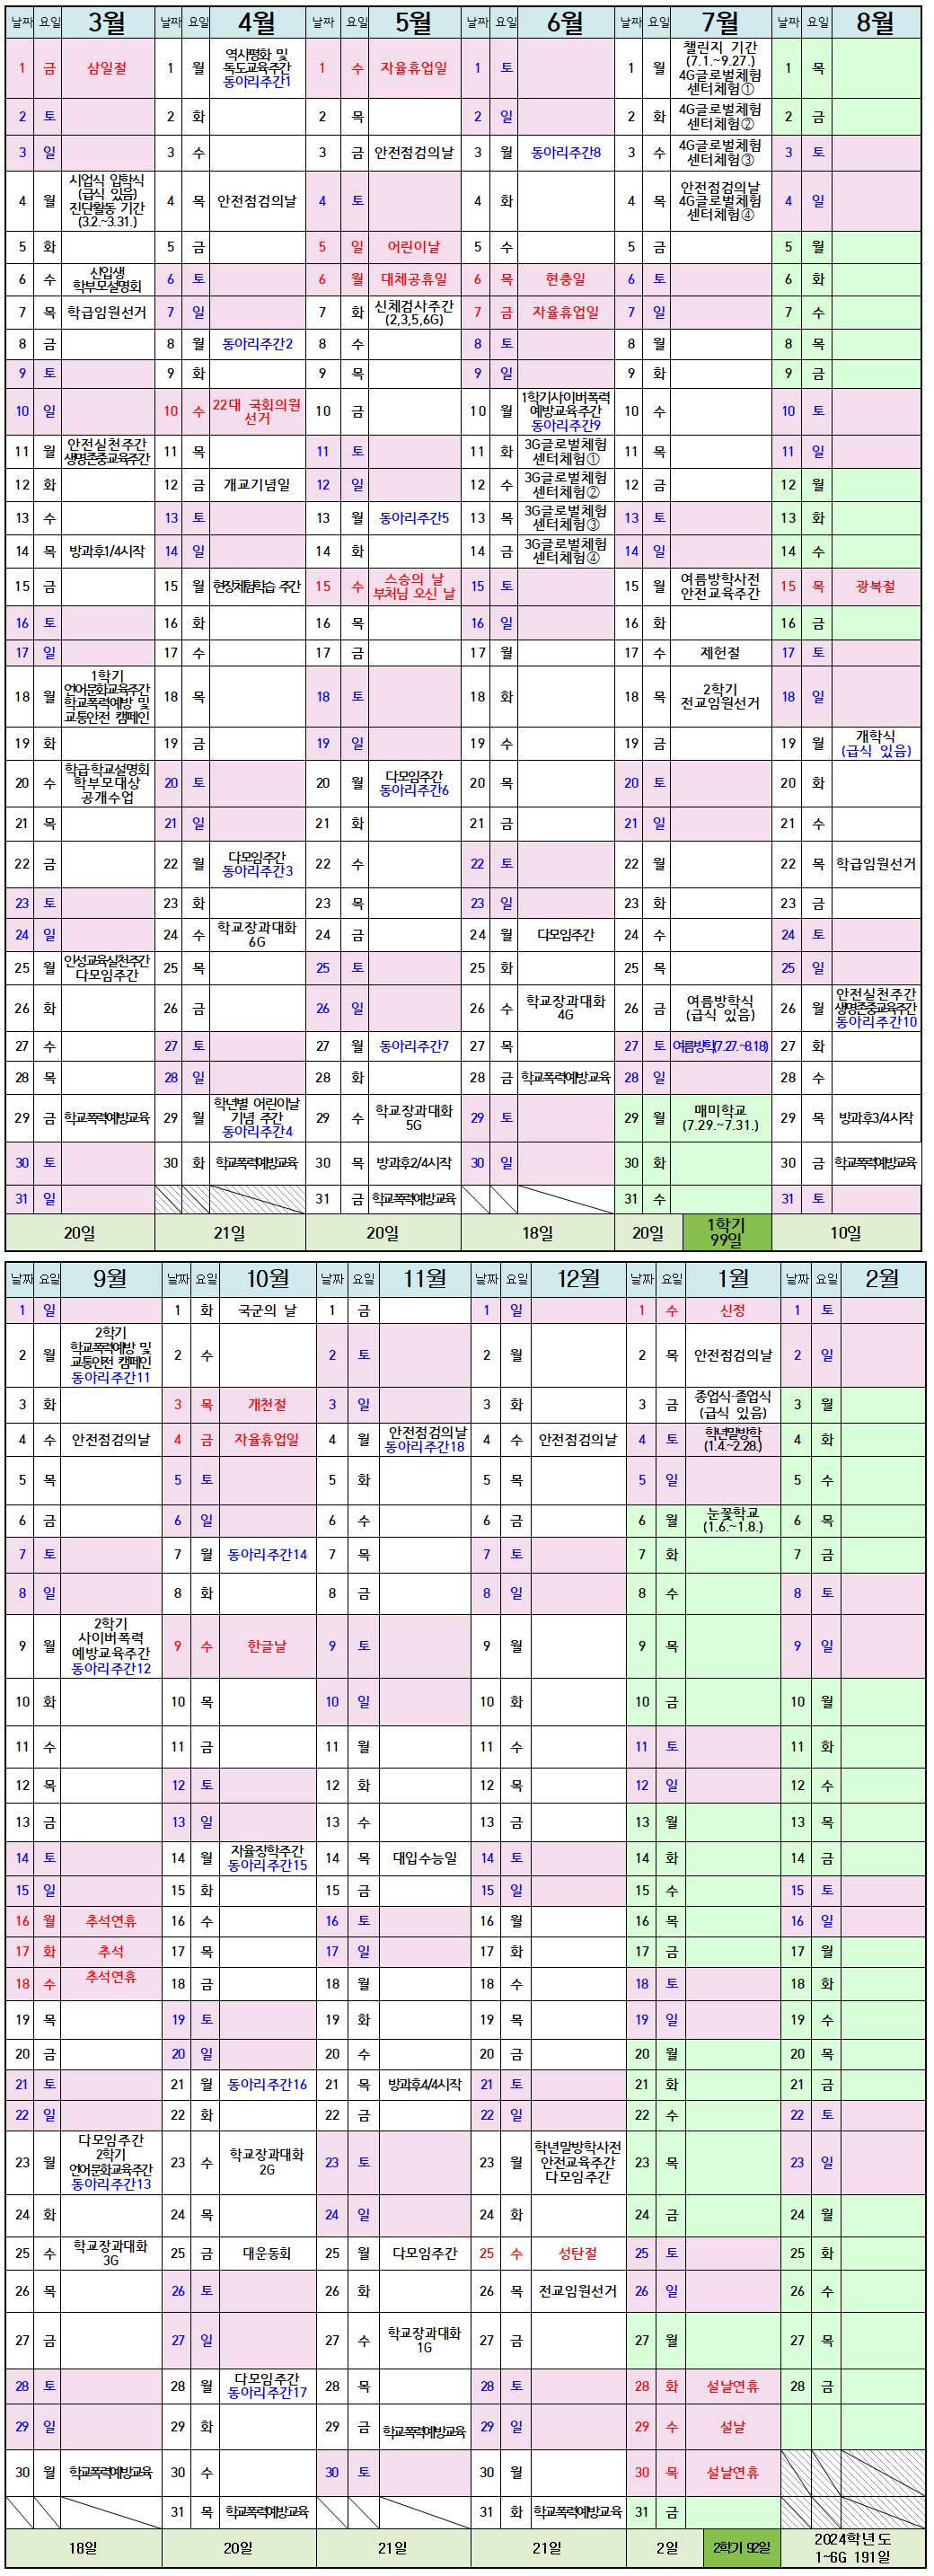 날짜 요일 3월 날짜 요일 4월 날짜 요일 5월 날짜 요일 6월 날짜 요일 7월 날짜 요일 8월
1 금 삼일절 1 월 역사평화 및 독도교육주간 동아리주간1 1 수 자율휴업일 1 토 1 월 챌린지 기간 (7.1.~9.27.) 4G글로벌체험 센터체험① 1 목
2 토 2 화 2 목 2 일 2 화 4G글로벌체험 센터체험② 2 금
3 일 3 수 3 금 안전점검의날 3 월 동아리주간8 3 수 4G글로벌체험 센터체험③ 3 토
4 월 시업식 입학식 (급식 있음) 진단활동 기간 (3.2.~3.31.) 4 목 안전점검의날 4 토 4 화 4 목 안전점검의날 4G글로벌체험 센터체험④ 4 일
5 화 5 금 5 일 어린이날 5 수 5 금 5 월
6 수 신입생 학부모설명회 6 토 6 월 대체공휴일 6 목 현충일 6 토 6 화
7 목 학급임원선거 7 일 7 화 신체검사주간 (2,3,5,6G) 7 금 자율휴업일 7 일 7 수
8 금 8 월 동아리주간2 8 수 8 토 8 월 8 목
9 토 9 화 9 목 9 일 9 화 9 금
10 일 10 수 22대 국회의원 선거 10 금 10 월 1학기사이버폭력 예방교육주간 동아리주간9 10 수 10 토
11 월 안전실천주간 생명존중교육주간 11 목 11 토 11 화 3G글로벌체험 센터체험① 11 목 11 일
12 화 12 금 개교기념일 12 일 12 수 3G글로벌체험 센터체험② 12 금 12 월
13 수 13 토 13 월 동아리주간5 13 목 3G글로벌체험 센터체험③ 13 토 13 화
14 목 방과후1/4시작 14 일 14 화 14 금 3G글로벌체험 센터체험④ 14 일 14 수
15 금 15 월 현장체험학습 주간 15 수 스승의 날 부처님 오신 날 15 토 15 월 여름방학사전 안전교육주간 15 목 광복절
16 토 16 화 16 목 16 일 16 화 16 금
17 일 17 수 17 금 17 월 17 수 제헌절 17 토
18 월 1학기 언어문화교육주간 학교폭력예방 및 교통안전 캠페인 18 목 18 토 18 화 18 목 2학기 전교임원선거 18 일
19 화 19 금 19 일 19 수 19 금 19 월 개학식 (급식 있음)
20 수 학급·학교설명회 학부모대상 공개수업 20 토 20 월 다모임주간 동아리주간6 20 목 20 토 20 화
21 목 21 일 21 화 21 금 21 일 21 수
22 금 22 월 다모임주간 동아리주간3 22 수 22 토 22 월 22 목 학급임원선거
23 토 23 화 23 목 23 일 23 화 23 금
24 일 24 수 학교장과대화 6G 24 금 24 월 다모임주간 24 수 24 토
25 월 인성교육실천주간 다모임주간 25 목 25 토 25 화 25 목 25 일
26 화 26 금 26 일 26 수 학교장과대화 4G 26 금 여름방학식 (급식 있음) 26 월 안전실천주간 생명존중교육주간 동아리주간10
27 수 27 토 27 월 동아리주간7 27 목 27 토 여름방학(7.27.~8.18) 27 화
28 목 28 일 28 화 28 금 학교폭력예방교육 28 일 28 수
29 금 학교폭력예방교육 29 월 학년별 어린이날 기념 주간 동아리주간4 29 수 학교장과대화 5G 29 토 29 월 매미학교 (7.29.~7.31.) 29 목 방과후3/4시작
30 토 30 화 학교폭력예방교육 30 목 방과후2/4시작 30 일 30 화 30 금 학교폭력예방교육
31 일 31 금 학교폭력예방교육 31 수 31 토
20일 21일 20일 18일 20일 1학기 99일 10일
날짜 요일 9월 날짜 요일 10월 날짜 요일 11월 날짜 요일 12월 날짜 요일 1월 날짜 요일 2월
1 일 1 화 국군의 날 1 금 1 일 1 수 신정 1 토
2 월 2학기 학교폭력예방 및 교통안전 캠페인 동아리주간11 2 수 2 토 2 월 2 목 안전점검의날 2 일
3 화 3 목 개천절 3 일 3 화 3 금 종업식·졸업식 (급식 있음) 3 월
4 수 안전점검의날 4 금 자율휴업일 4 월 안전점검의날 동아리주간18 4 수 안전점검의날 4 토 학년말방학 (1.4.~2.28.) 4 화
5 목 5 토 5 화 5 목 5 일 5 수
6 금 6 일 6 수 6 금 6 월 눈꽃학교 (1.6.~1.8.) 6 목
7 토 7 월 동아리주간14 7 목 7 토 7 화 7 금
8 일 8 화 8 금 8 일 8 수 8 토
9 월 2학기 사이버폭력 예방교육주간 동아리주간12 9 수 한글날 9 토 9 월 9 목 9 일
10 화 10 목 10 일 10 화 10 금 10 월
11 수 11 금 11 월 11 수 11 토 11 화
12 목 12 토 12 화 12 목 12 일 12 수
13 금 13 일 13 수 13 금 13 월 13 목
14 토 14 월 자율장학주간 동아리주간15 14 목 대입수능일 14 토 14 화 14 금
15 일 15 화 15 금 15 일 15 수 15 토
16 월 추석연휴 16 수 16 토 16 월 16 목 16 일
17 화 추석 17 목 17 일 17 화 17 금 17 월
18 수 추석연휴 18 금 18 월 18 수 18 토 18 화
19 목 19 토 19 화 19 목 19 일 19 수
20 금 20 일 20 수 20 금 20 월 20 목
21 토 21 월 동아리주간16 21 목 방과후4/4시작 21 토 21 화 21 금
22 일 22 화 22 금 22 일 22 수 22 토
23 월 다모임주간 2학기 언어문화교육주간 동아리주간13 23 수 학교장과대화 2G 23 토 23 월 학년말방학사전 안전교육주간 다모임주간 23 목 23 일
24 화 24 목 24 일 24 화 24 금 24 월
25 수 학교장과대화 3G 25 금 대운동회 25 월 다모임주간 25 수 성탄절 25 토 25 화
26 목 26 토 26 화 26 목 전교임원선거 26 일 26 수
27 금 27 일 27 수 학교장과대화 1G 27 금 27 월 27 목
28 토 28 월 다모임주간 동아리주간17 28 목 28 토 28 화 설날연휴 28 금
29 일 29 화 29 금 학교폭력예방교육 29 일 29 수 설날
30 월 학교폭력예방교육 30 수 30 토 30 월 30 목 설날연휴
31 목 학교폭력예방교육 31 화 학교폭력예방교육 31 금
18일 20일 21일 21일 2일 2학기 92일 2024학년도 1~6G 191일